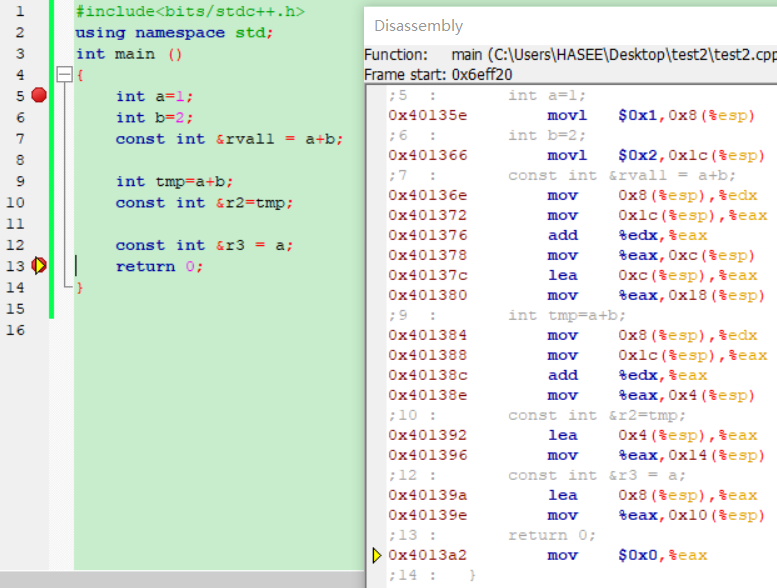 1 #include<bits/stdc++.h>
2 using namespace std;
3 int main ()
4 {
5 int a=1;
6 int b=2;
7 const int &rvall = a+b;
8
9 int tmp=a+b;
10 const int &r2=tmp;
11
12 const int &r3 = a;
13 return 0;
14 }
15
16
Disassembly
Function: main (C:\Users\HASEE\Desktop\test2\test2.cpp
Frame start: 0x6eff20
;5 : int a=1;
0x40135e movl $0x1,0x8(%esp)
;6 : int b=2;
0x401366 movl $0x2,0x1c(%esp)
;7 : const int &rvall = a+b;
0x40136e mov 0x8(%esp),%edx
0x401372 mov 0x1c(%esp),%eax
0x401376 add %edx,%eax
0x401378 mov %eax,0xc(%esp)
0x40137c lea 0xc(%esp),%eax
0x401380 mov %eax,0x18(%esp)
;9 : int tmp=a+b;
0x401384 mov 0x8(%esp),%edx
0x401388 mov 0x1c(%esp),%eax
0x40138c add %edx,%eax
0x40138e mov %eax,0x4(%esp)
;10 : const int &r2=tmp;
0x401392 lea 0x4(%esp),%eax
0x401396 mov %eax,0x14(%esp)
;12 : const int &r3 = a;
0x40139a lea 0x8(%esp),%eax
0x40139e mov %eax,0x10(%esp)
;13 : return 0;
0x4013a2 mov $0x0,%eax
;14 : }